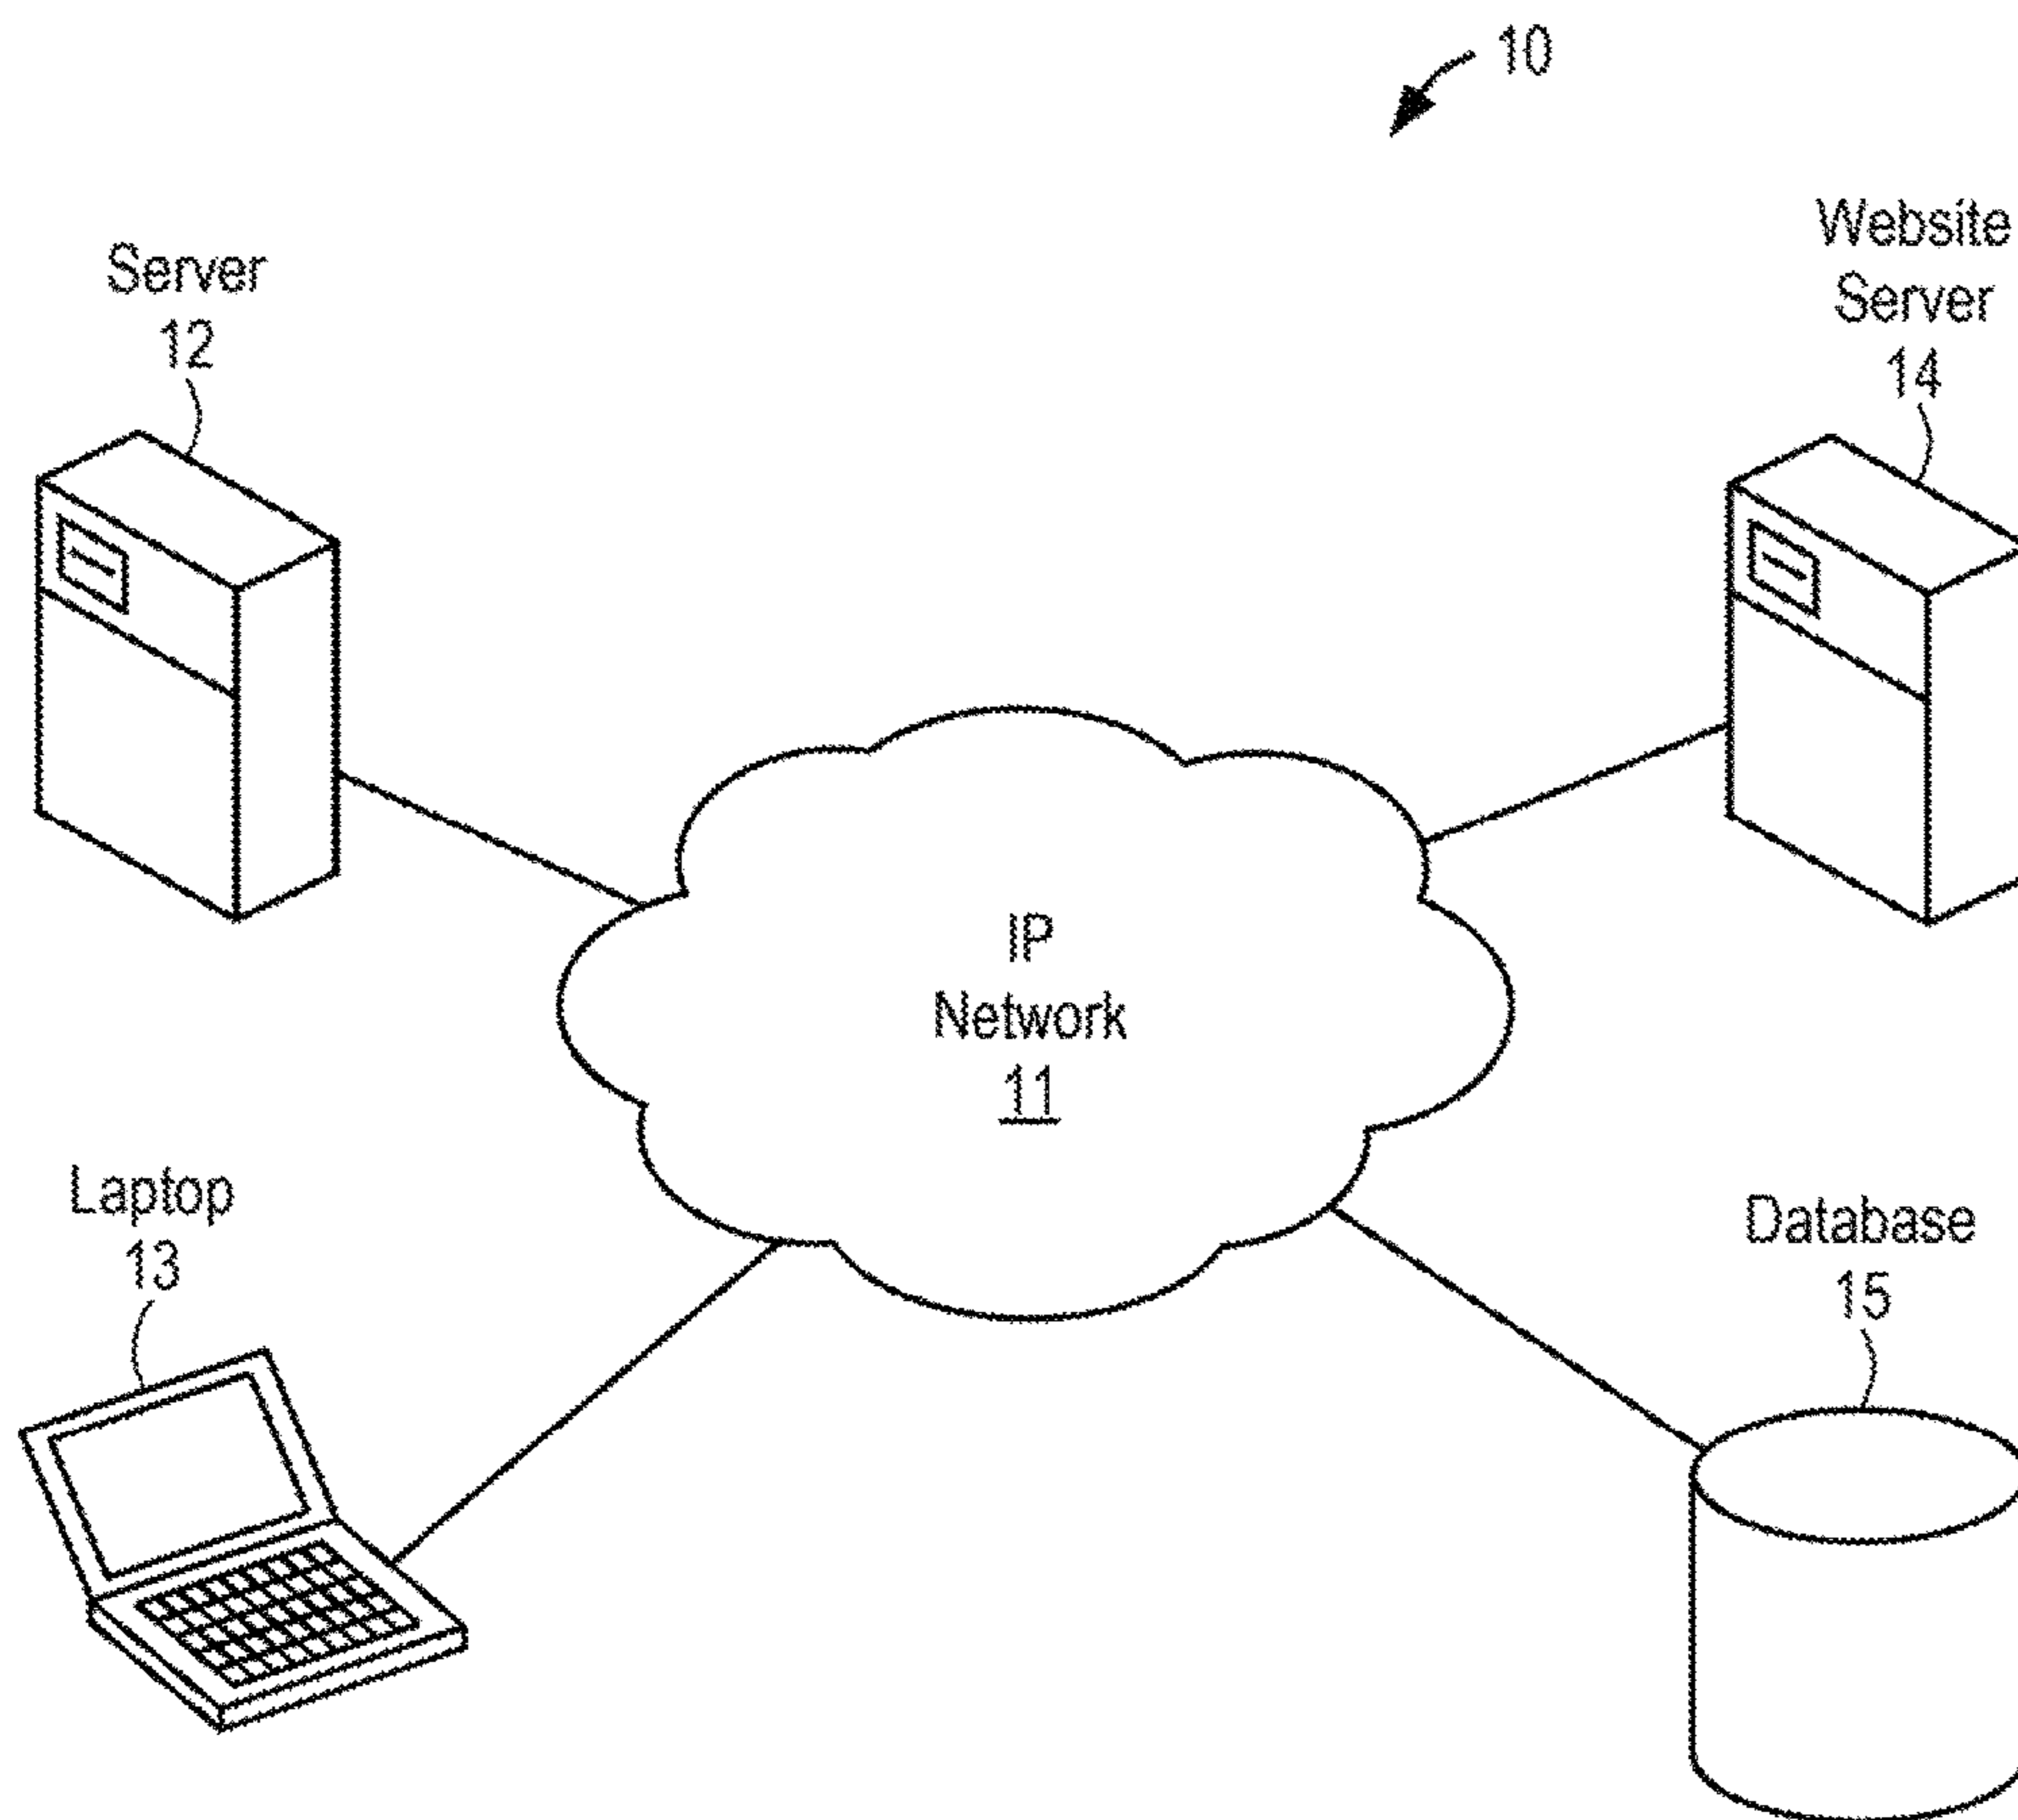 10
Server
12
Website
Server
14
IP
Network
11
Laptop
13
Database
15